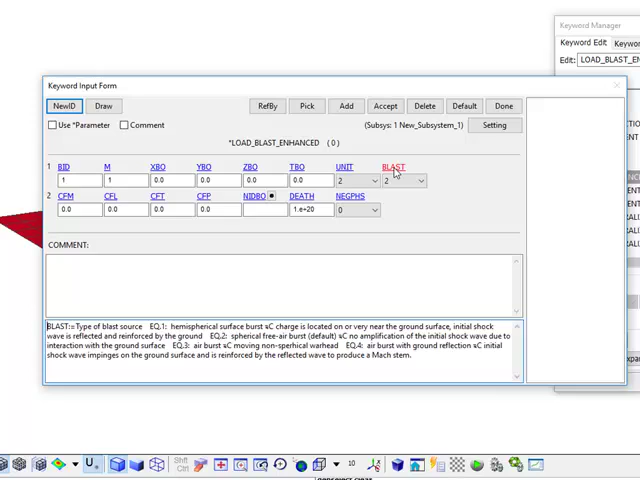 Keyword Manager
Keyword Edit
Edit: LOAD_BLAST_EN
Keyword Input Form
NewID Draw RefBy Pick Add Accept Delete Default Done
Use *Parameter Comment (Subsys: 1 New_Subsystem_1) Setting
*LOAD_BLAST_ENHANCED (0)
1 BID M XBO YBO ZBO TBO UNIT BLAST
1 1 0.0 0.0 0.0 0.0 2 2
2 CFM CFL CFT CFP NIDBO DEATH NEGPHS
0.0 0.0 0.0 0.0 1.e+20 0
COMMENT:
BLAST:=Type of blast source EQ.1: hemispherical surface burst %C charge is located on or very near the ground surface, initial shock
wave is reflected and reinforced by the ground EQ.2: spherical free-air burst (default) %C no amplification of the initial shock wave due to
interaction with the ground surface EQ.3: air burst %C moving non-sperhical warhead EQ.4: air burst with ground reflection %C initial
shock wave impinges on the ground surface and is reinforced by the reflected wave to produce a Mach stem.
Shft
Ctrl
10